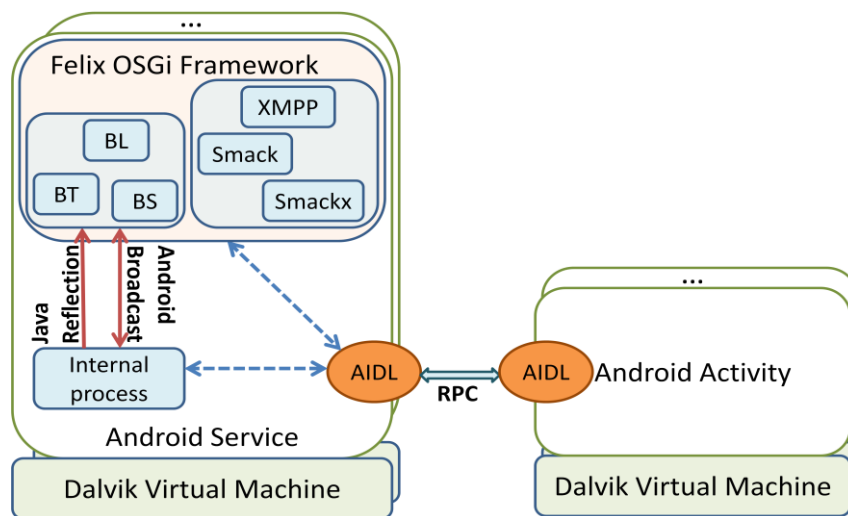 ...
Felix OSGi Framework
XMPP
BL
Smack
BT
BS
Smackx
Java
Reflection
Android
Broadcast
...
Internal
process
AIDL
RPC
AIDL
Android Activity
Android Service
Dalvik Virtual Machine
Dalvik Virtual Machine